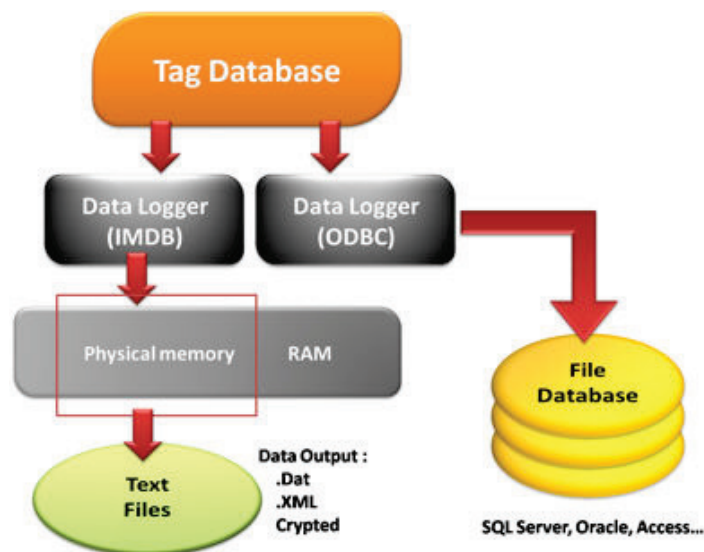 Tag Database
Data Logger
(IMDB)
Data Logger
(ODBC)
Physical memory
RAM
File
Database
Text
Files
Data Output :
.Dat
.XML
Crypted
SQL Server, Oracle, Access...